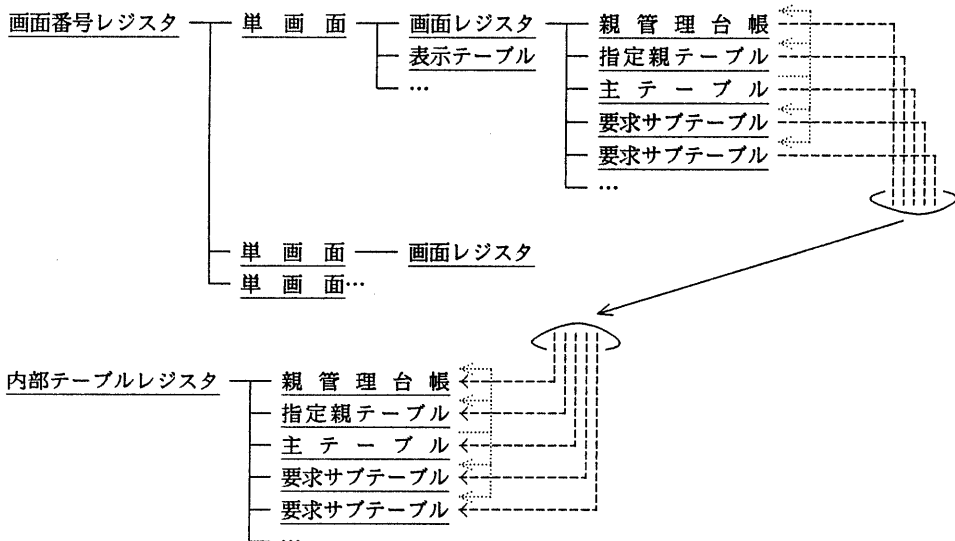 画面番号レジスタ 単画面 画面レジスタ 親管理台帳
表示テーブル 指定親テーブル
… 主テーブル
要求サブテーブル
要求サブテーブル
…
単画面 画面レジスタ
単画面…
内部テーブルレジスタ 親管理台帳
指定親テーブル
主テーブル
要求サブテーブル
要求サブテーブル
…